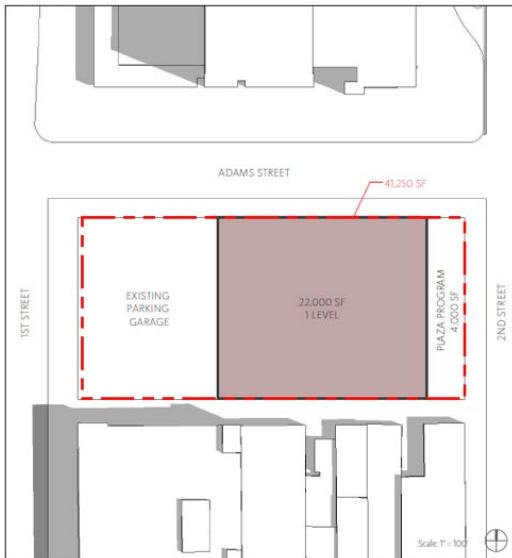 ADAMS STREET
41,250 SF
1ST STREET
EXISTING
PARKING
GARAGE
22,000 SF
1 LEVEL
PLAZA PROGRAM
4,000 SF
2ND STREET
Scale: 1" = 100'